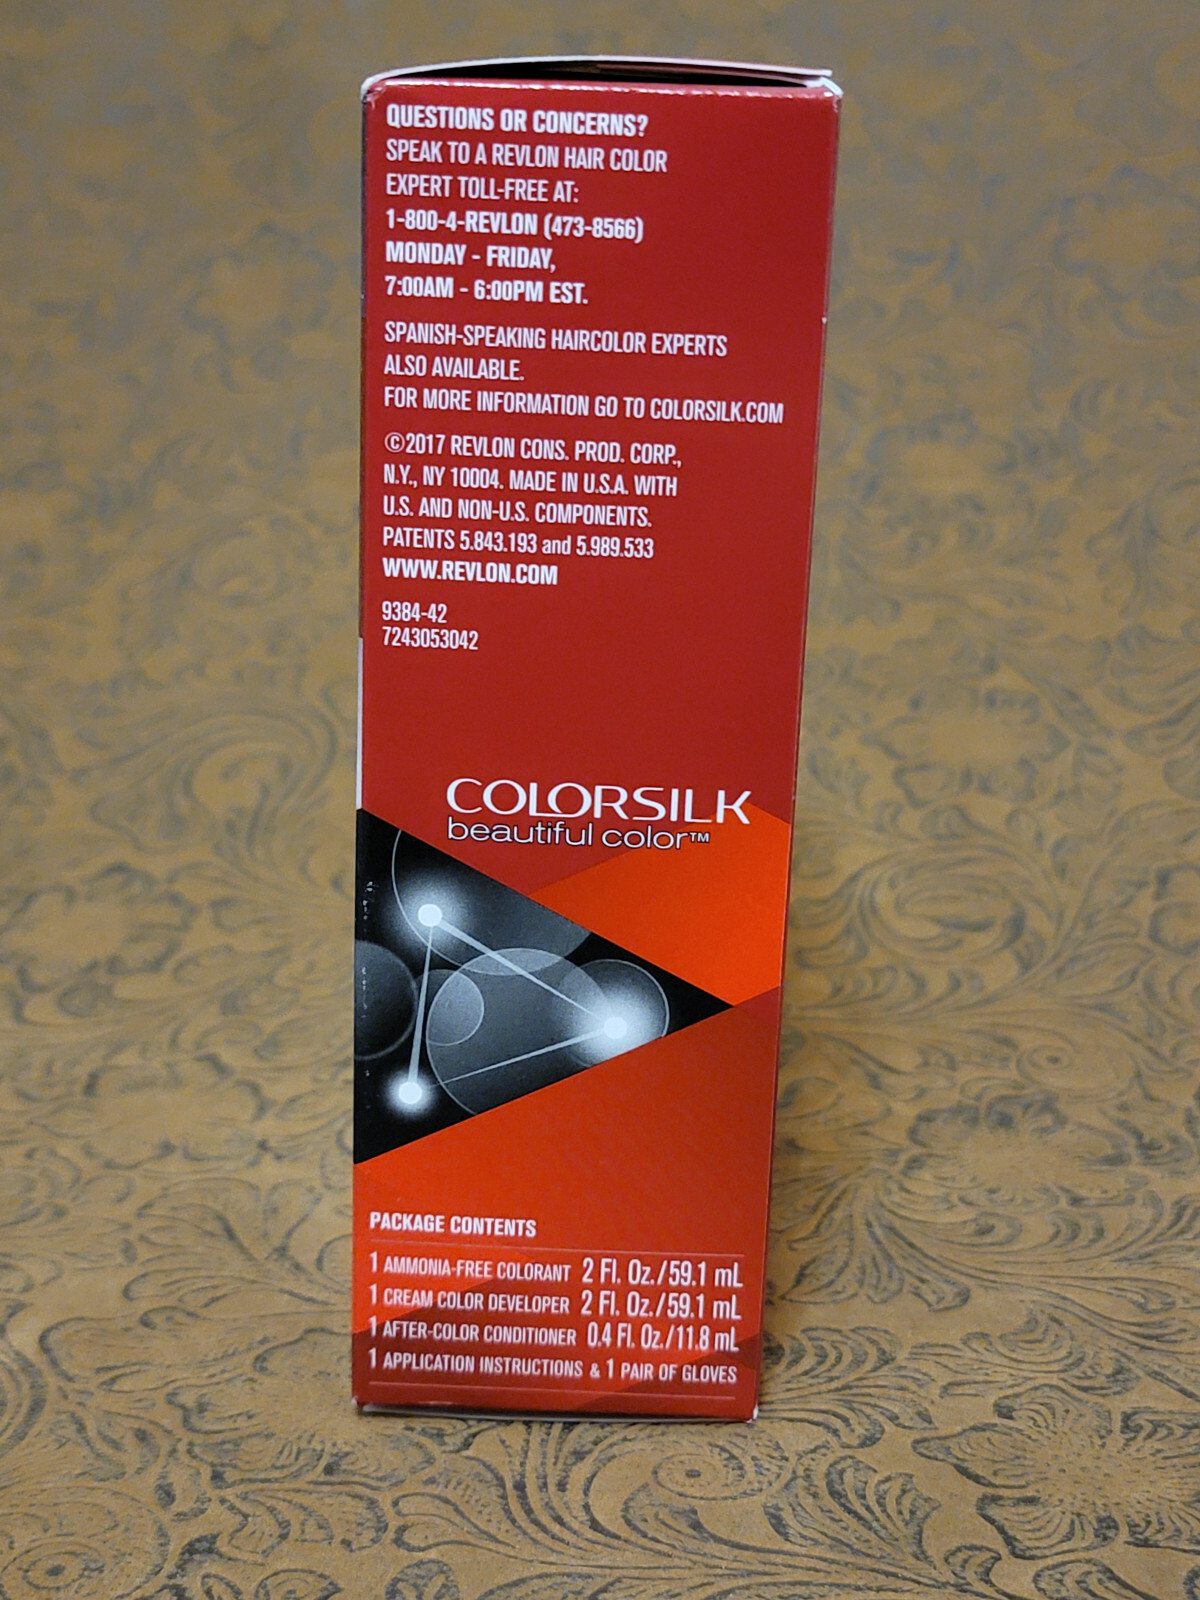 QUESTIONS OR CONCERNS?
SPEAK TO A REVLON HAIR COLOR
EXPERT TOLL-FREE AT:
1-800-4-REVLON (473-8566)
MONDAY - FRIDAY,
7:00AM - 6:00PM EST.
SPANISH-SPEAKING HAIRCOLOR EXPERTS
ALSO AVAILABLE.
FOR MORE INFORMATION GO TO COLORSILK.COM
©2017 REVLON CONS. PROD. CORP.,
N.Y., NY 10004. MADE IN U.S.A. WITH
U.S. AND NON-U.S. COMPONENTS.
PATENTS 5.843.193 and 5.989.533
WWW.REVLON.COM
9384-42
7243053042
COLORSILK
beautiful color™
PACKAGE CONTENTS
1 AMMONIA-FREE COLORANT 2 Fl. Oz./59.1 mL
1 CREAM COLOR DEVELOPER 2 Fl. Oz./59.1 mL
1 AFTER-COLOR CONDITIONER 0.4 Fl. Oz./11.8 mL
1 APPLICATION INSTRUCTIONS & 1 PAIR OF GLOVES